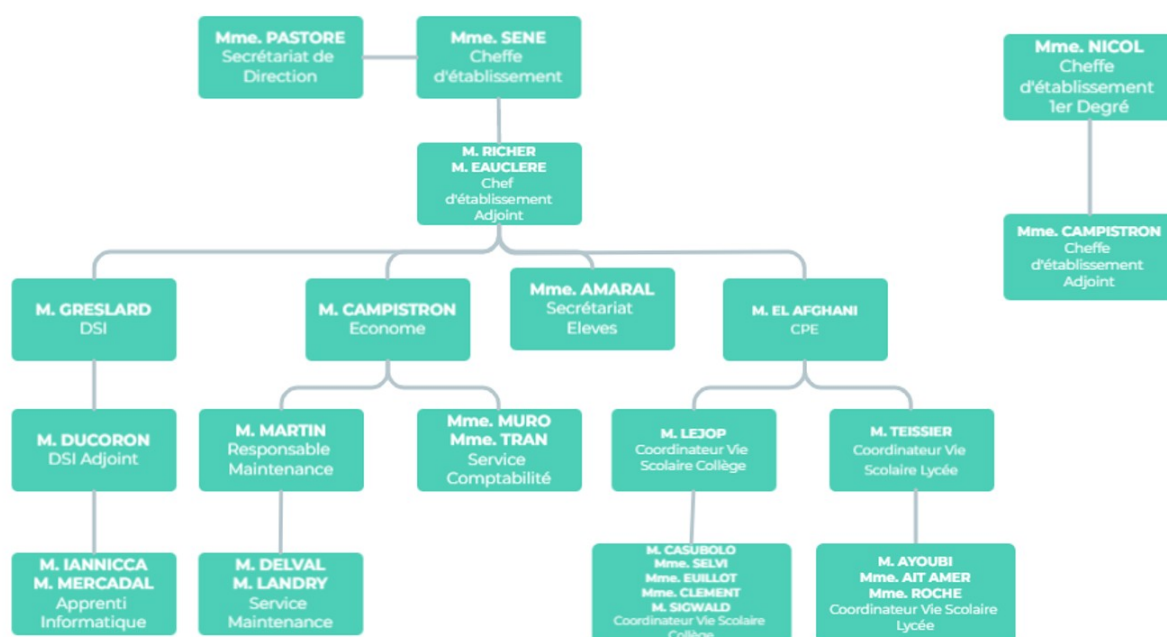 Mme. PASTORE
Secrétariat de
Direction
Mme. SENE
Cheffe
d'établissement
Mme. NICOL
Cheffe
d'établissement
1er Degré
M. RICHER
M. EAUCLERE
Chef
d'établissement
Adjoint
Mme. CAMPISTRON
Cheffe
d'établissement
Adjoint
M. GRESLARD
DSI
M. CAMPISTRON
Econome
Mme. AMARAL
Secrétariat
Eleves
M. EL AFGHANI
CPE
M. DUCORON
DSI Adjoint
M. MARTIN
Responsable
Maintenance
Mme. MURO
Mme. TRAN
Service
Comptabilité
M. LEJOP
Coordinateur Vie
Scolaire Collège
M. TEISSIER
Coordinateur Vie
Scolaire Lycée
M. IANNICCA
M. MERCADAL
Apprenti
Informatique
M. DELVAL
M. LANDRY
Service
Maintenance
M. CASUBOLO
Mme. SELVI
Mme. EUILLOT
Mme. CLEMENT
M. SIGWALD
Coordinateur Vie Scolaire
Collège
M. AYOUBI
Mme. AIT AMER
Mme. ROCHE
Coordinateur Vie Scolaire
Lycée